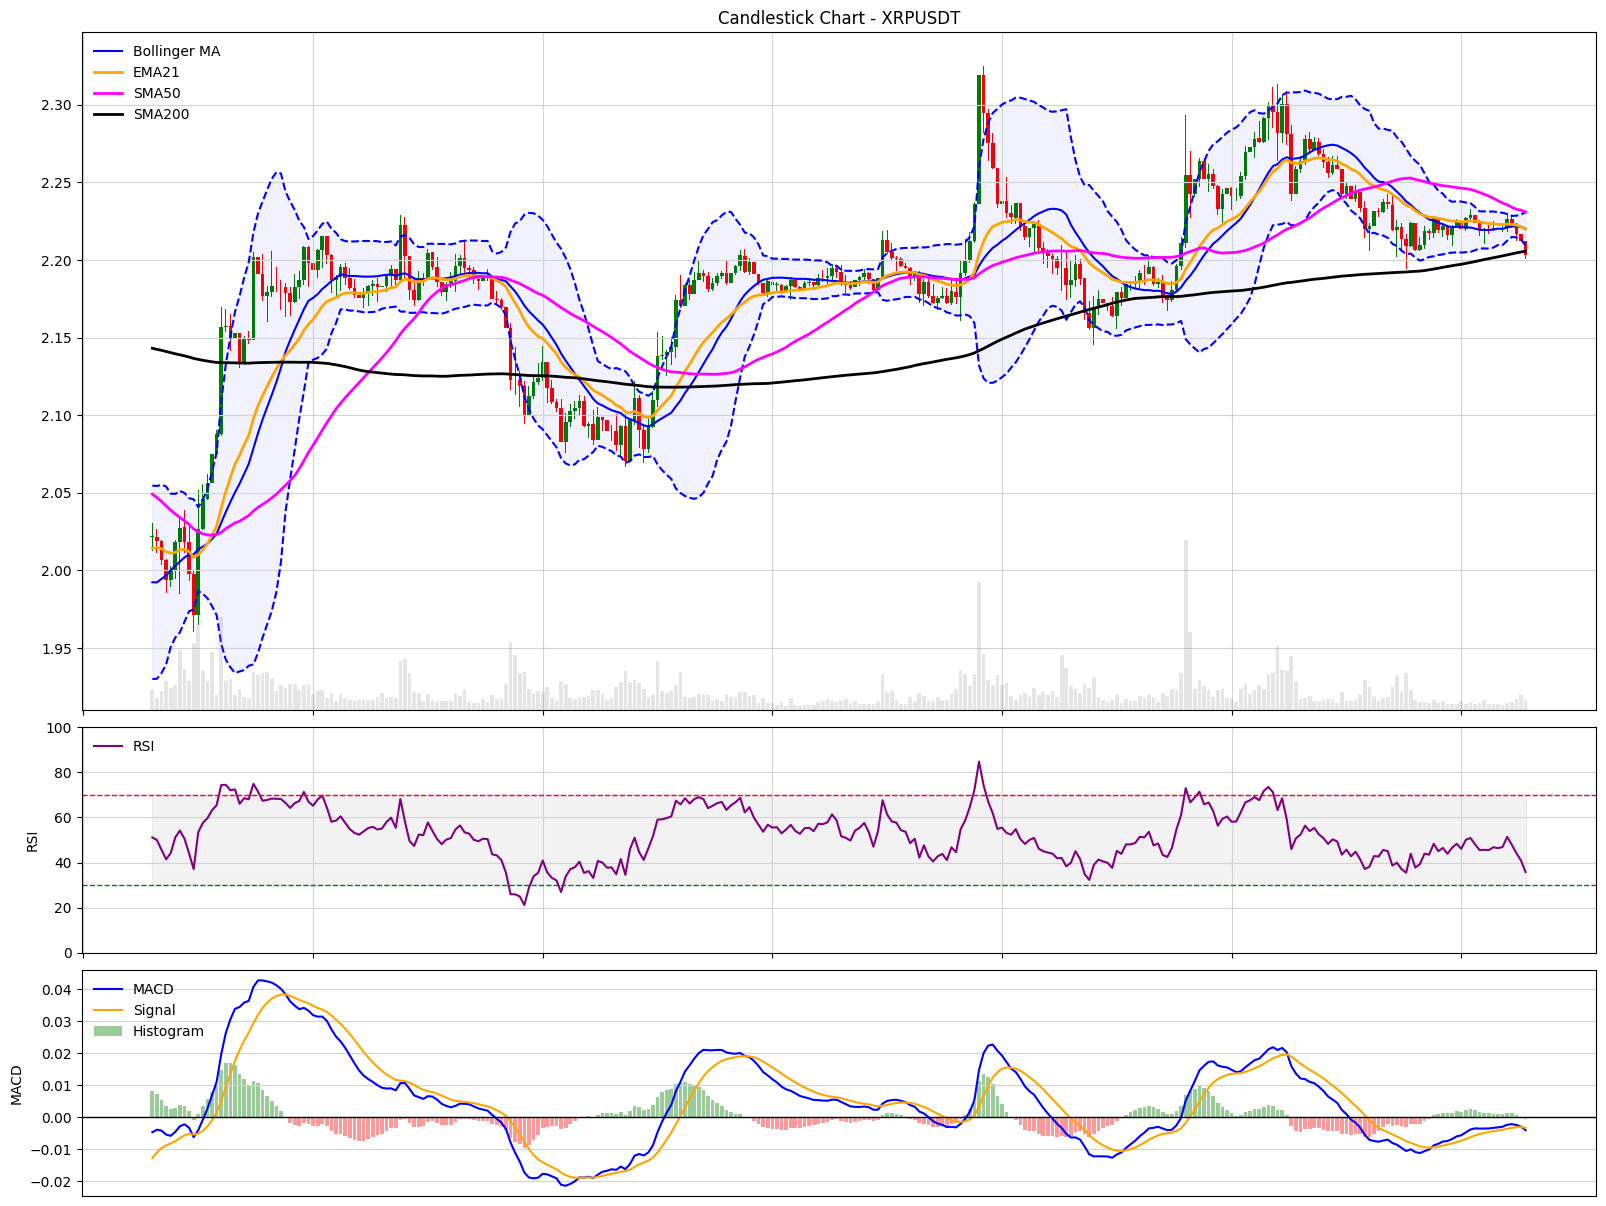 Candlestick Chart - XRPUSDT
Bollinger MA
EMA21
SMA50
SMA200
2.30
2.25
2.20
2.15
2.10
2.05
2.00
1.95
RSI
100
80
60
40
20
0
RSI
MACD
Signal
Histogram
0.04
0.03
0.02
0.01
0.00
−0.01
−0.02
MACD